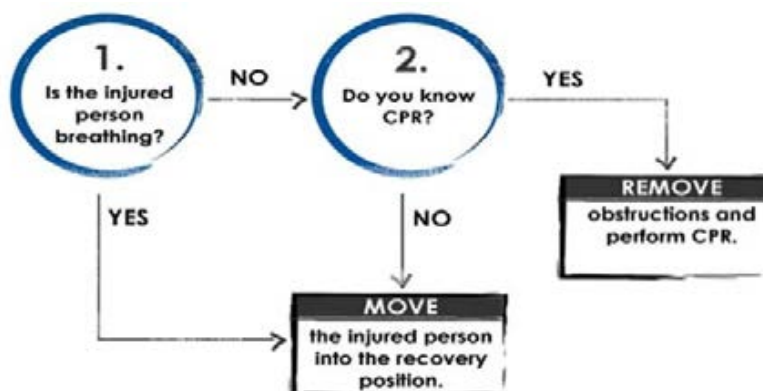 1.
Is the injured
person
breathing?
NO
2.
Do you know
CPR?
YES
REMOVE
obstructions and
perform CPR.
YES
NO
MOVE
the injured person
into the recovery
position.